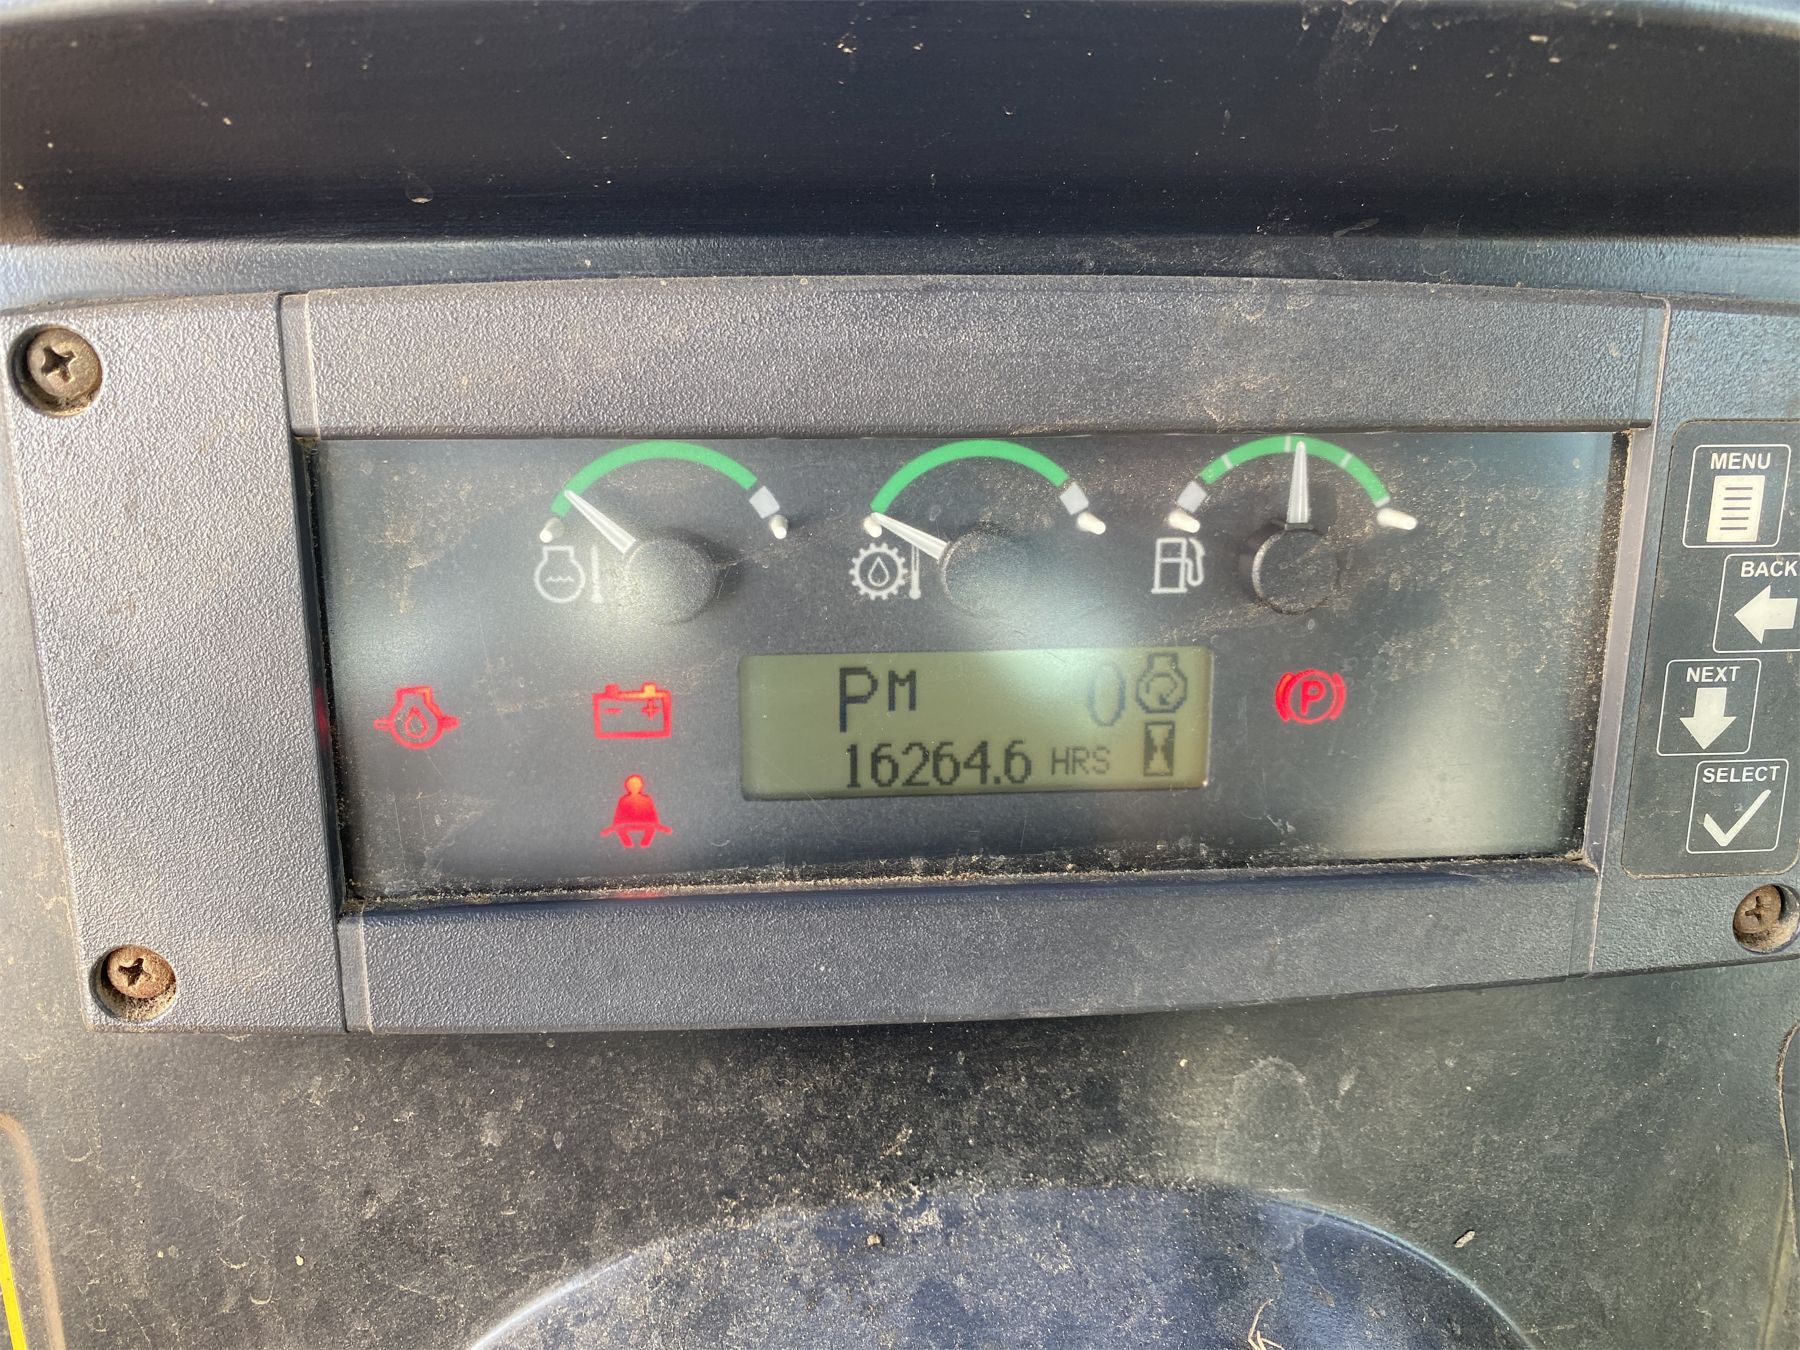 MENU
BACK
NEXT
SELECT
PM 0
16264.6 HRS
P